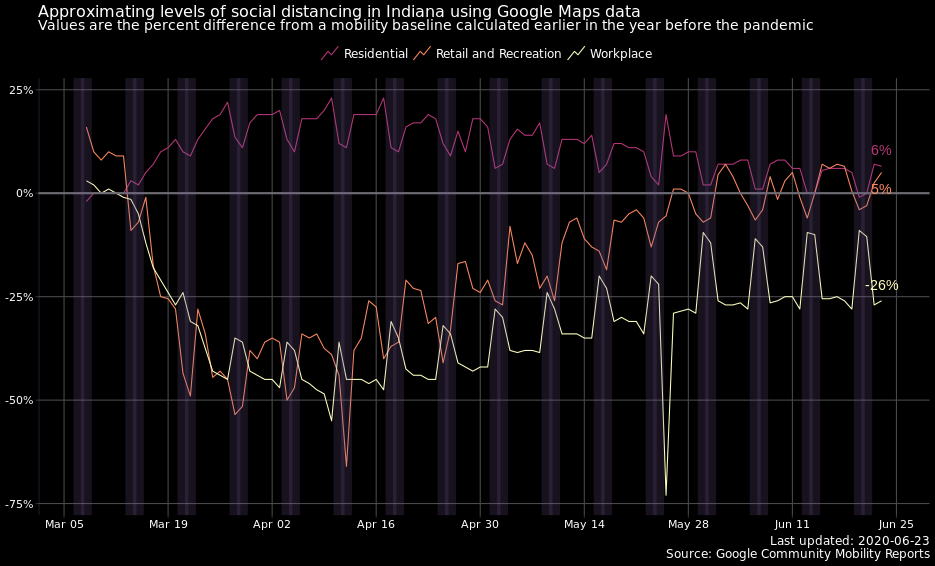 Approximating levels of social distancing in Indiana using Google Maps data
Values are the percent difference from a mobility baseline calculated earlier in the year before the pandemic
Residential Retail and Recreation Workplace
25%
0%
-25%
-50%
-75%
6%
5%
-26%
Mar 05 Mar 19 Apr 02 Apr 16 Apr 30 May 14 May 28 Jun 11 Jun 25
Last updated: 2020-06-23
Source: Google Community Mobility Reports